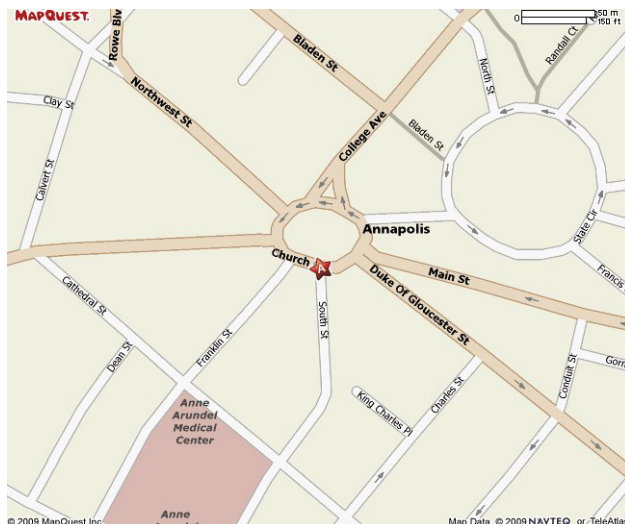 MAPQUEST.
0
50 m
150 ft
Rowe Blv
Bladen St
Randall Ct
North St
Clay St
Northwest St
College Ave
Bladen St
Calvert St
Annapolis
State Cir
Church
Francis
Main St
Cathedral St
Duke Of Gloucester St
South St
Franklin St
Dean St
Conduit St
Gorm
Charles St
King Charles Pl
Anne
Arundel
Medical
Center
Anne
© 2009 MapQuest Inc
Map Data © 2009 NAVTEQ or TeleAtlas